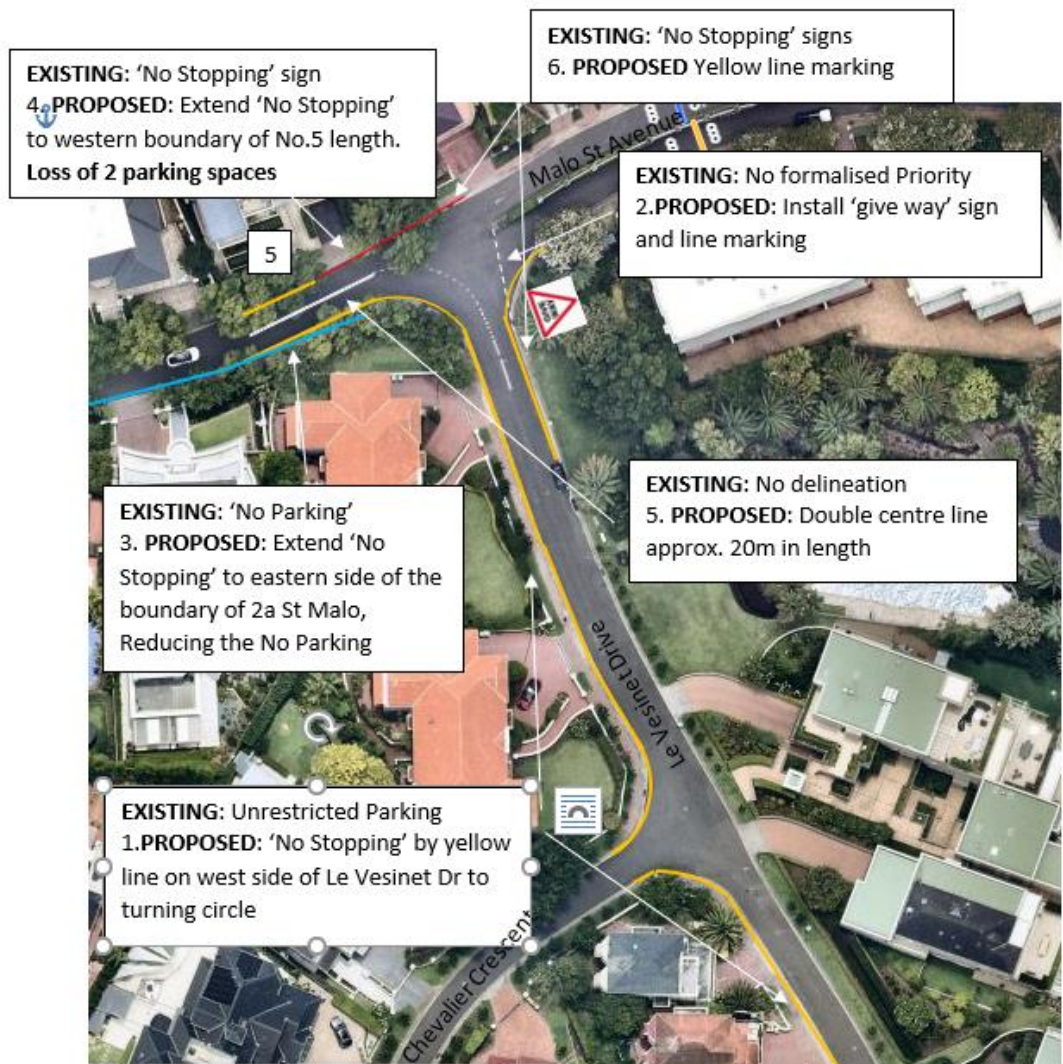 EXISTING: ‘No Stopping’ signs
6. PROPOSED Yellow line marking
EXISTING: ‘No Stopping’ sign
4. PROPOSED: Extend ‘No Stopping’
to western boundary of No.5 length.
Loss of 2 parking spaces
Malo St Avenue
EXISTING: No formalised Priority
2.PROPOSED: Install ‘give way’ sign
and line marking
5
EXISTING: No delineation
5. PROPOSED: Double centre line
approx. 20m in length
EXISTING: ‘No Parking’
3. PROPOSED: Extend ‘No
Stopping’ to eastern side of the
boundary of 2a St Malo,
Reducing the No Parking
Le Vesinet Drive
EXISTING: Unrestricted Parking
1.PROPOSED: ‘No Stopping’ by yellow
line on west side of Le Vesinet Dr to
turning circle
Chevalier Crescent